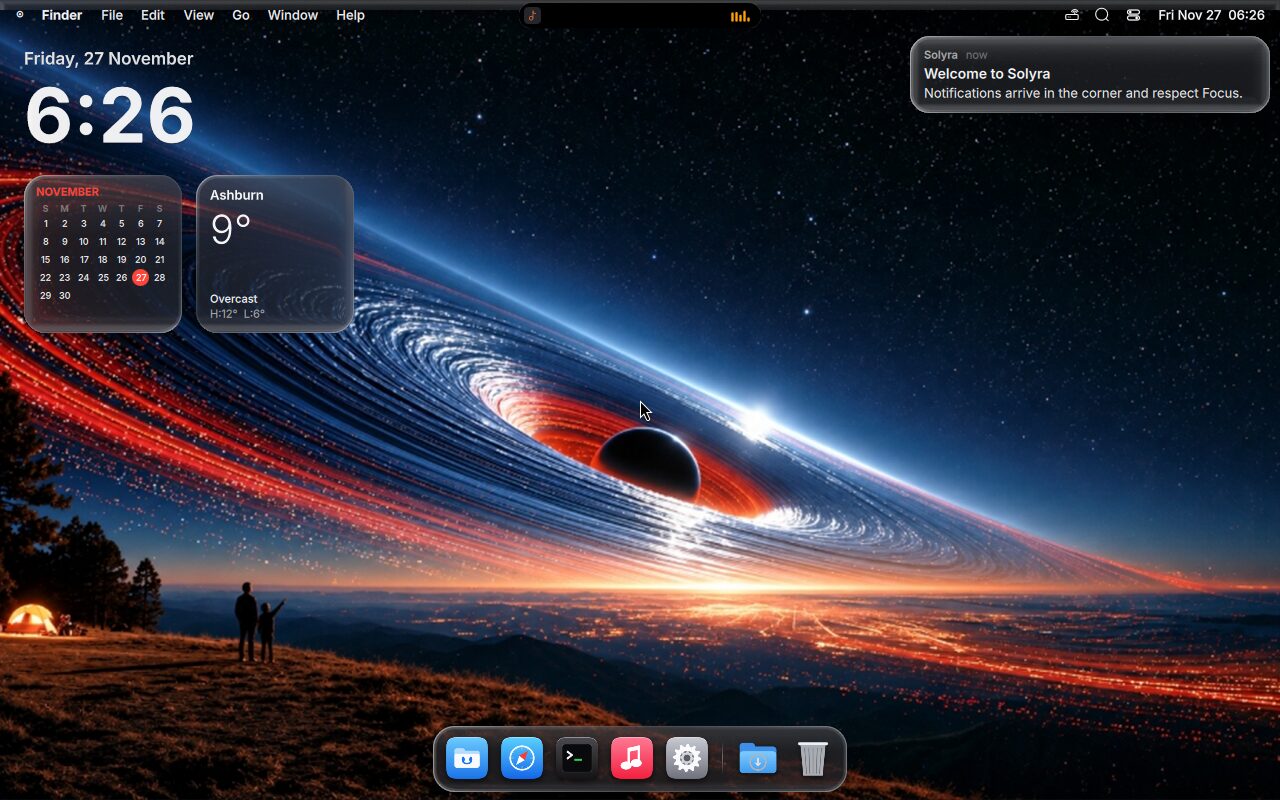 Finder File Edit View Go Window Help
Fri Nov 27 06:26
Friday, 27 November
6:26
Solyra now
Welcome to Solyra
Notifications arrive in the corner and respect Focus.
NOVEMBER
S M T W T F S
1 2 3 4 5 6 7
8 9 10 11 12 13 14
15 16 17 18 19 20 21
22 23 24 25 26 27 28
29 30
Ashburn
9°
Overcast
H:12° L:6°